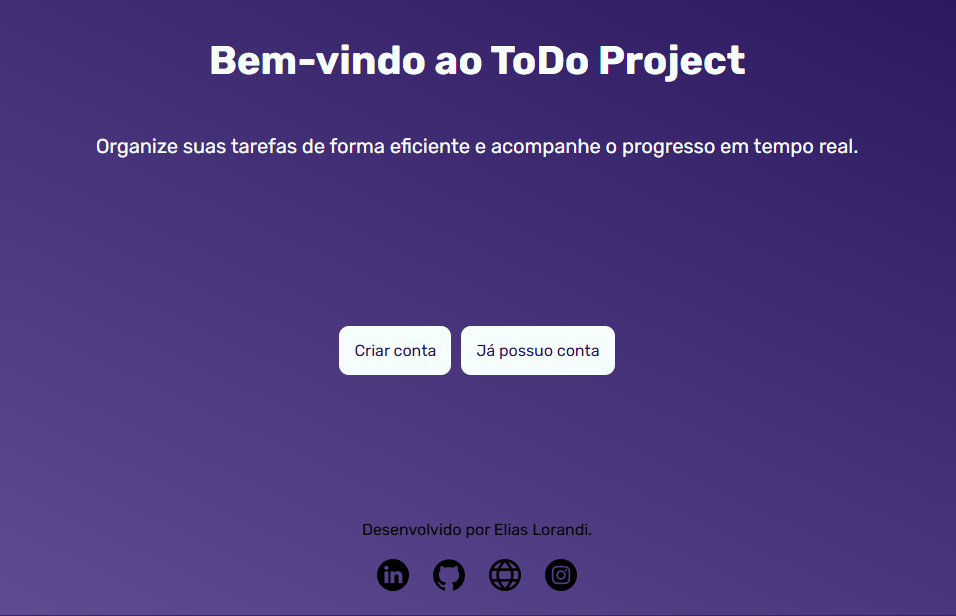 Bem-vindo ao ToDo Project
Organize suas tarefas de forma eficiente e acompanhe o progresso em tempo real.
Criar conta
Já possuo conta
Desenvolvido por Elias Lorandi.
in